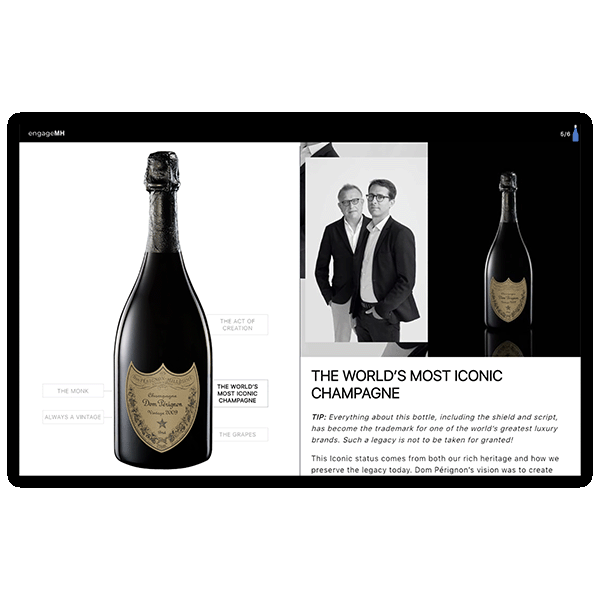 engageMH
5/6
THE ACT OF
CREATION
THE MONK
THE WORLD'S
MOST ICONIC
CHAMPAGNE
ALWAYS A VINTAGE
THE GRAPES
Champagne
Dom Pérignon
Vintage 2009
Brut
THE WORLD'S MOST ICONIC
CHAMPAGNE
TIP: Everything about this bottle, including the shield and script,
has become the trademark for one of the world's greatest luxury
brands. Such a legacy is not to be taken for granted!
This Iconic status comes from both our rich heritage and how we
preserve the legacy today. Dom Pérignon's vision was to create